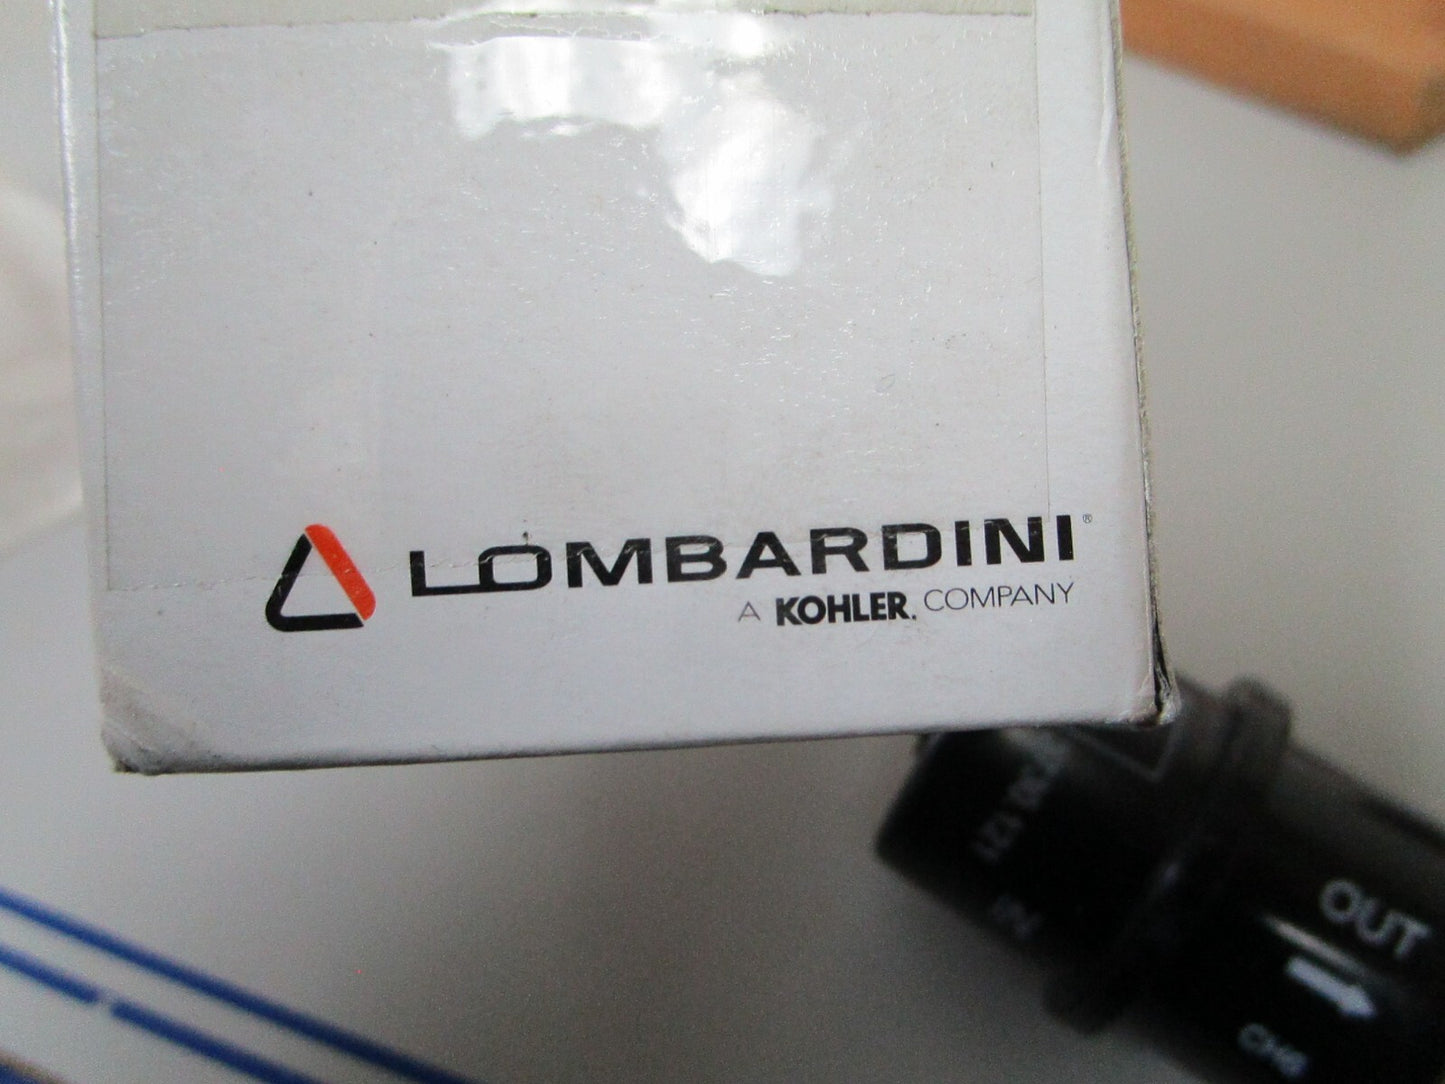 LOMBARDINI®
A KOHLER. COMPANY
OUT